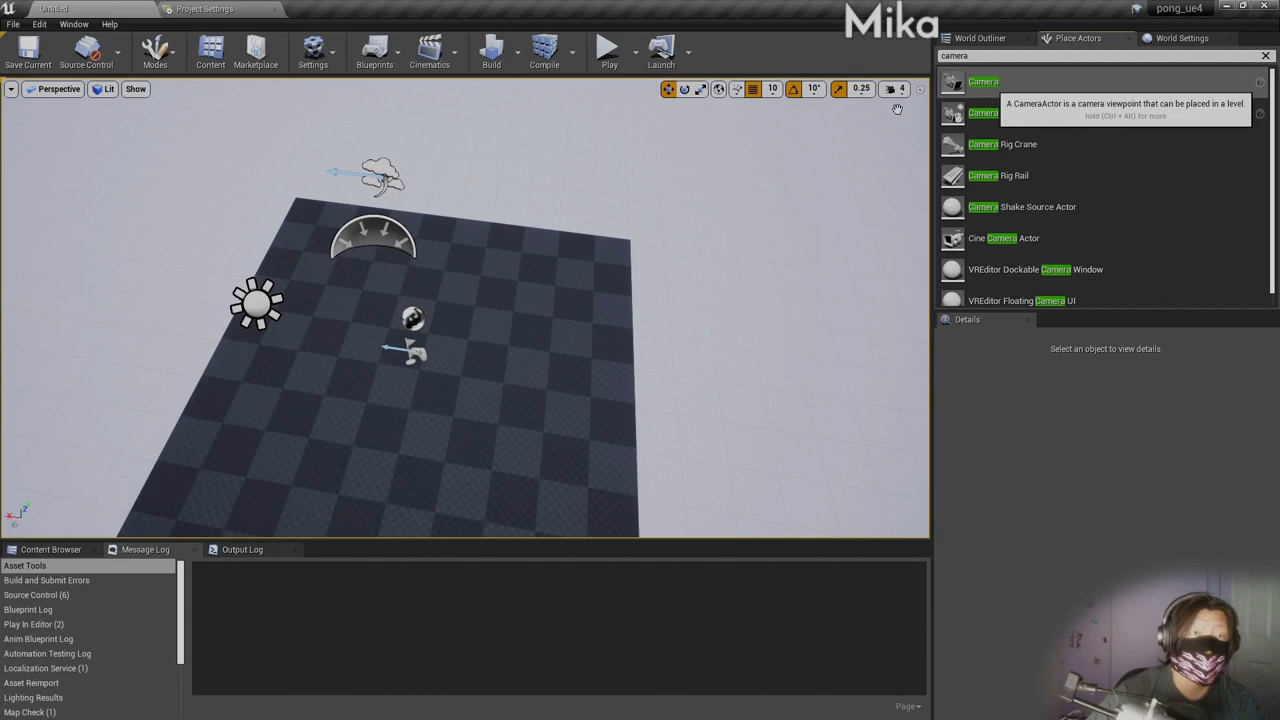 Untitled
Project Settings
Mika
pong_ue4
File
Edit
Window
Help
Save Current
Source Control
Modes
Content
Marketplace
Settings
Blueprints
Cinematics
Build
Compile
Play
Launch
Perspective
Lit
Show
10
10°
0.25
4
World Outliner
Place Actors
World Settings
camera
Camera
A CameraActor is a camera viewpoint that can be placed in a level.
hold (Ctrl + Alt) for more
Camera
Camera Rig Crane
Camera Rig Rail
Camera Shake Source Actor
Cine Camera Actor
VREditor Dockable Camera Window
VREditor Floating Camera UI
Details
Select an object to view details.
X
Z
Content Browser
Message Log
Output Log
Asset Tools
Build and Submit Errors
Source Control (6)
Blueprint Log
Play In Editor (2)
Anim Blueprint Log
Automation Testing Log
Localization Service (1)
Asset Reimport
Lighting Results
Map Check (1)
Page